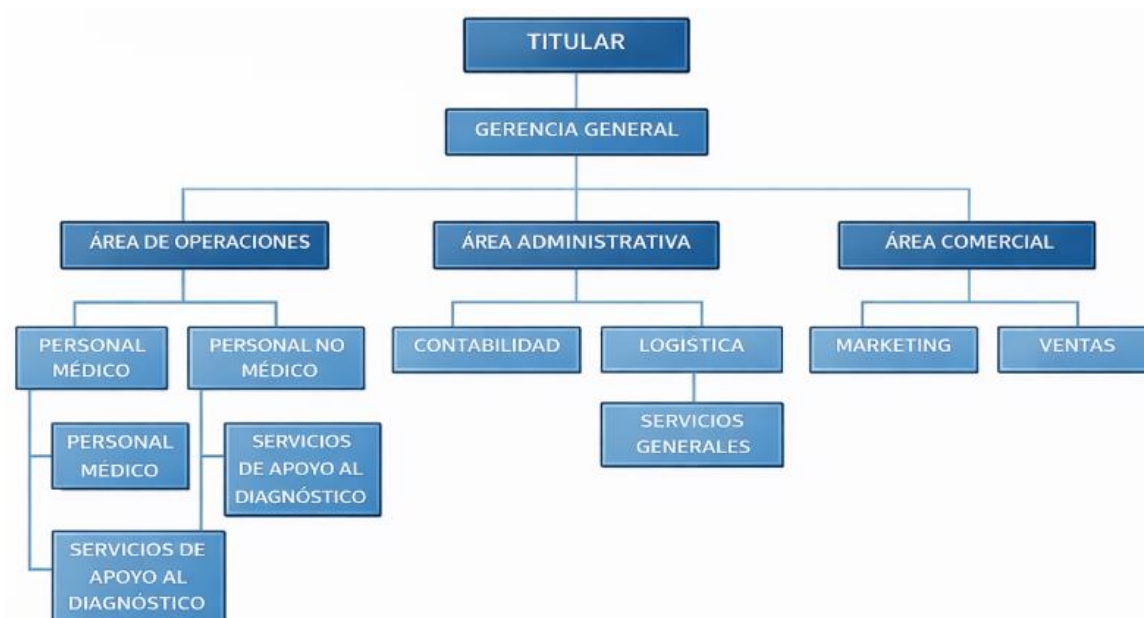 TITULAR
GERENCIA GENERAL
ÁREA DE OPERACIONES
ÁREA ADMINISTRATIVA
ÁREA COMERCIAL
PERSONAL
MÉDICO
PERSONAL NO
MÉDICO
CONTABILIDAD
LOGÍSTICA
MARKETING
VENTAS
PERSONAL
MÉDICO
SERVICIOS
DE APOYO AL
DIAGNÓSTICO
SERVICIOS
GENERALES
SERVICIOS DE
APOYO AL
DIAGNÓSTICO